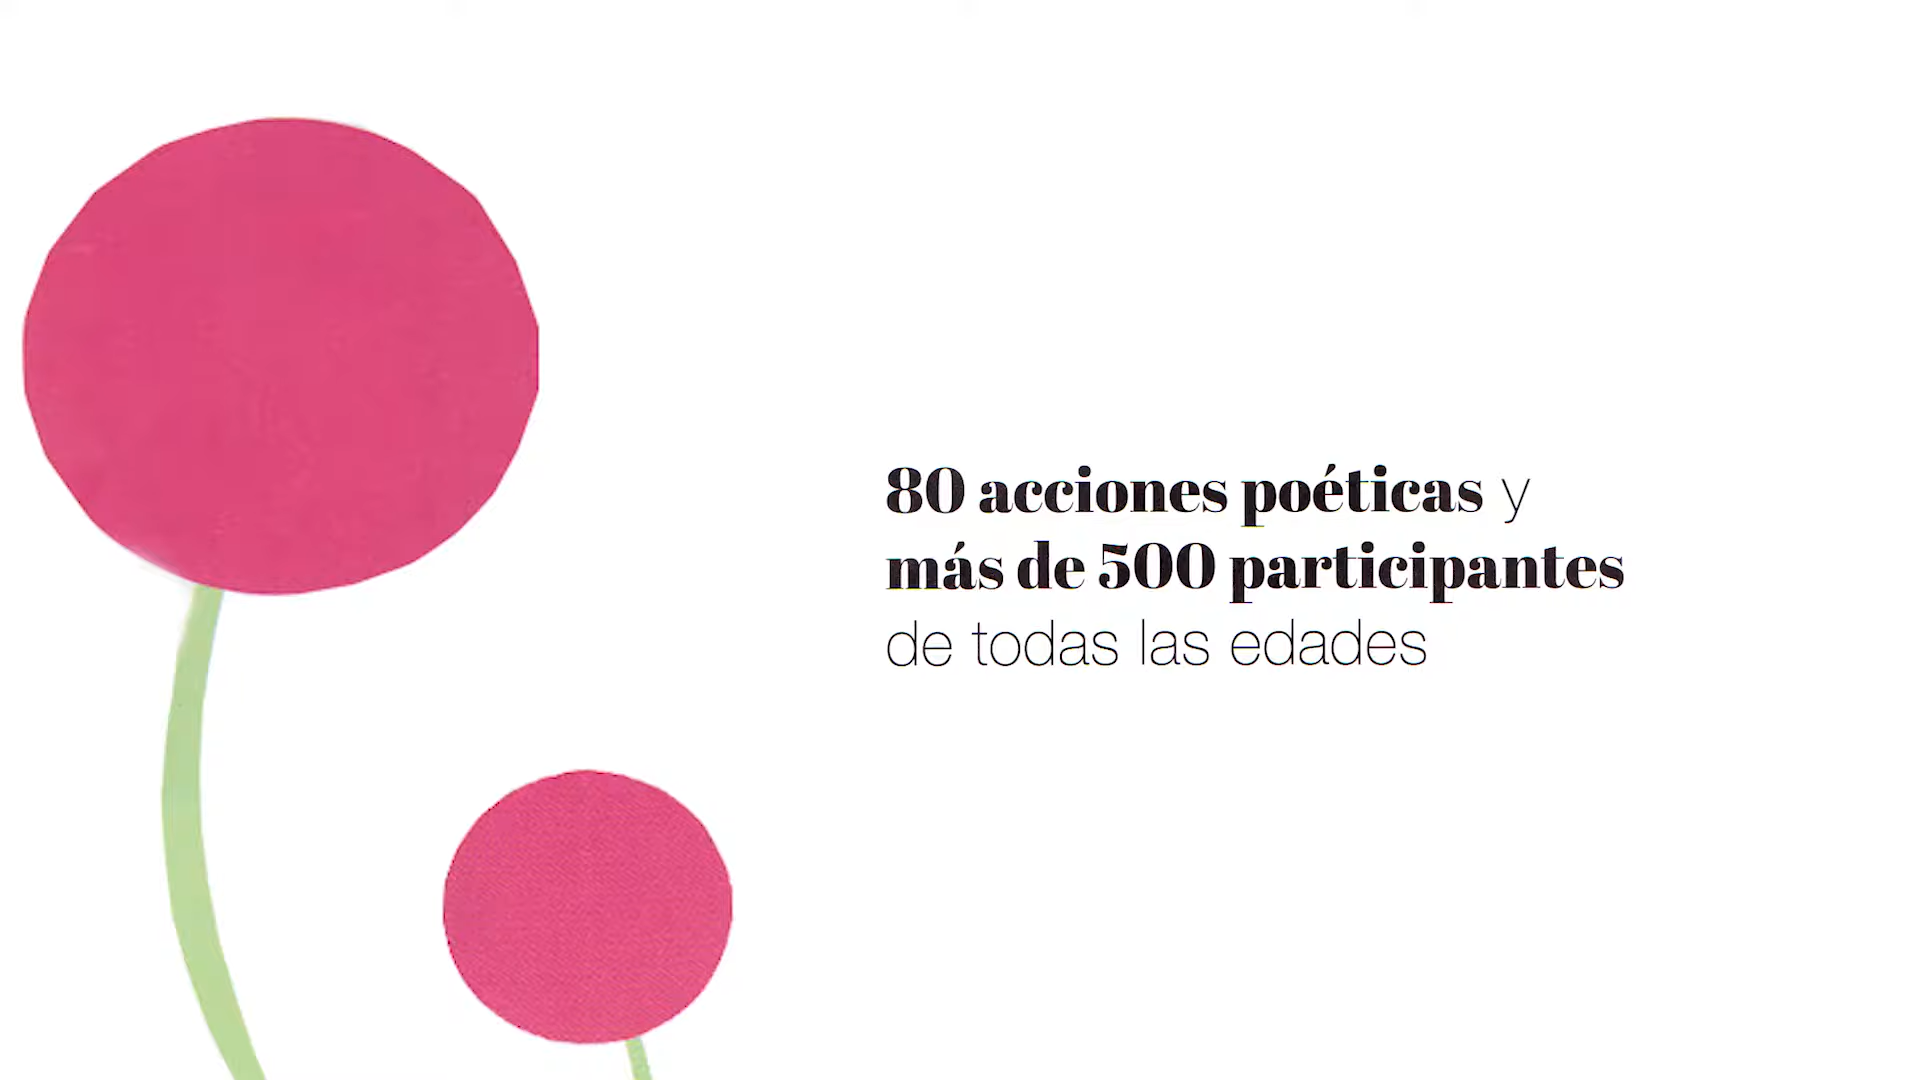 80 acciones poéticas y
más de 500 participantes
de todas las edades